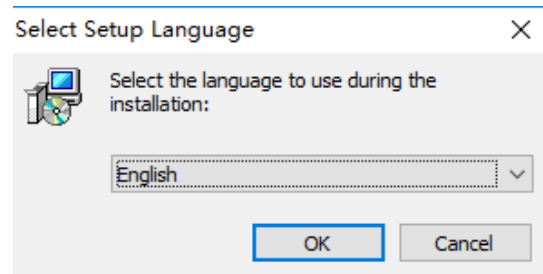 Select Setup Language
Select the language to use during the
installation:
English
OK
Cancel